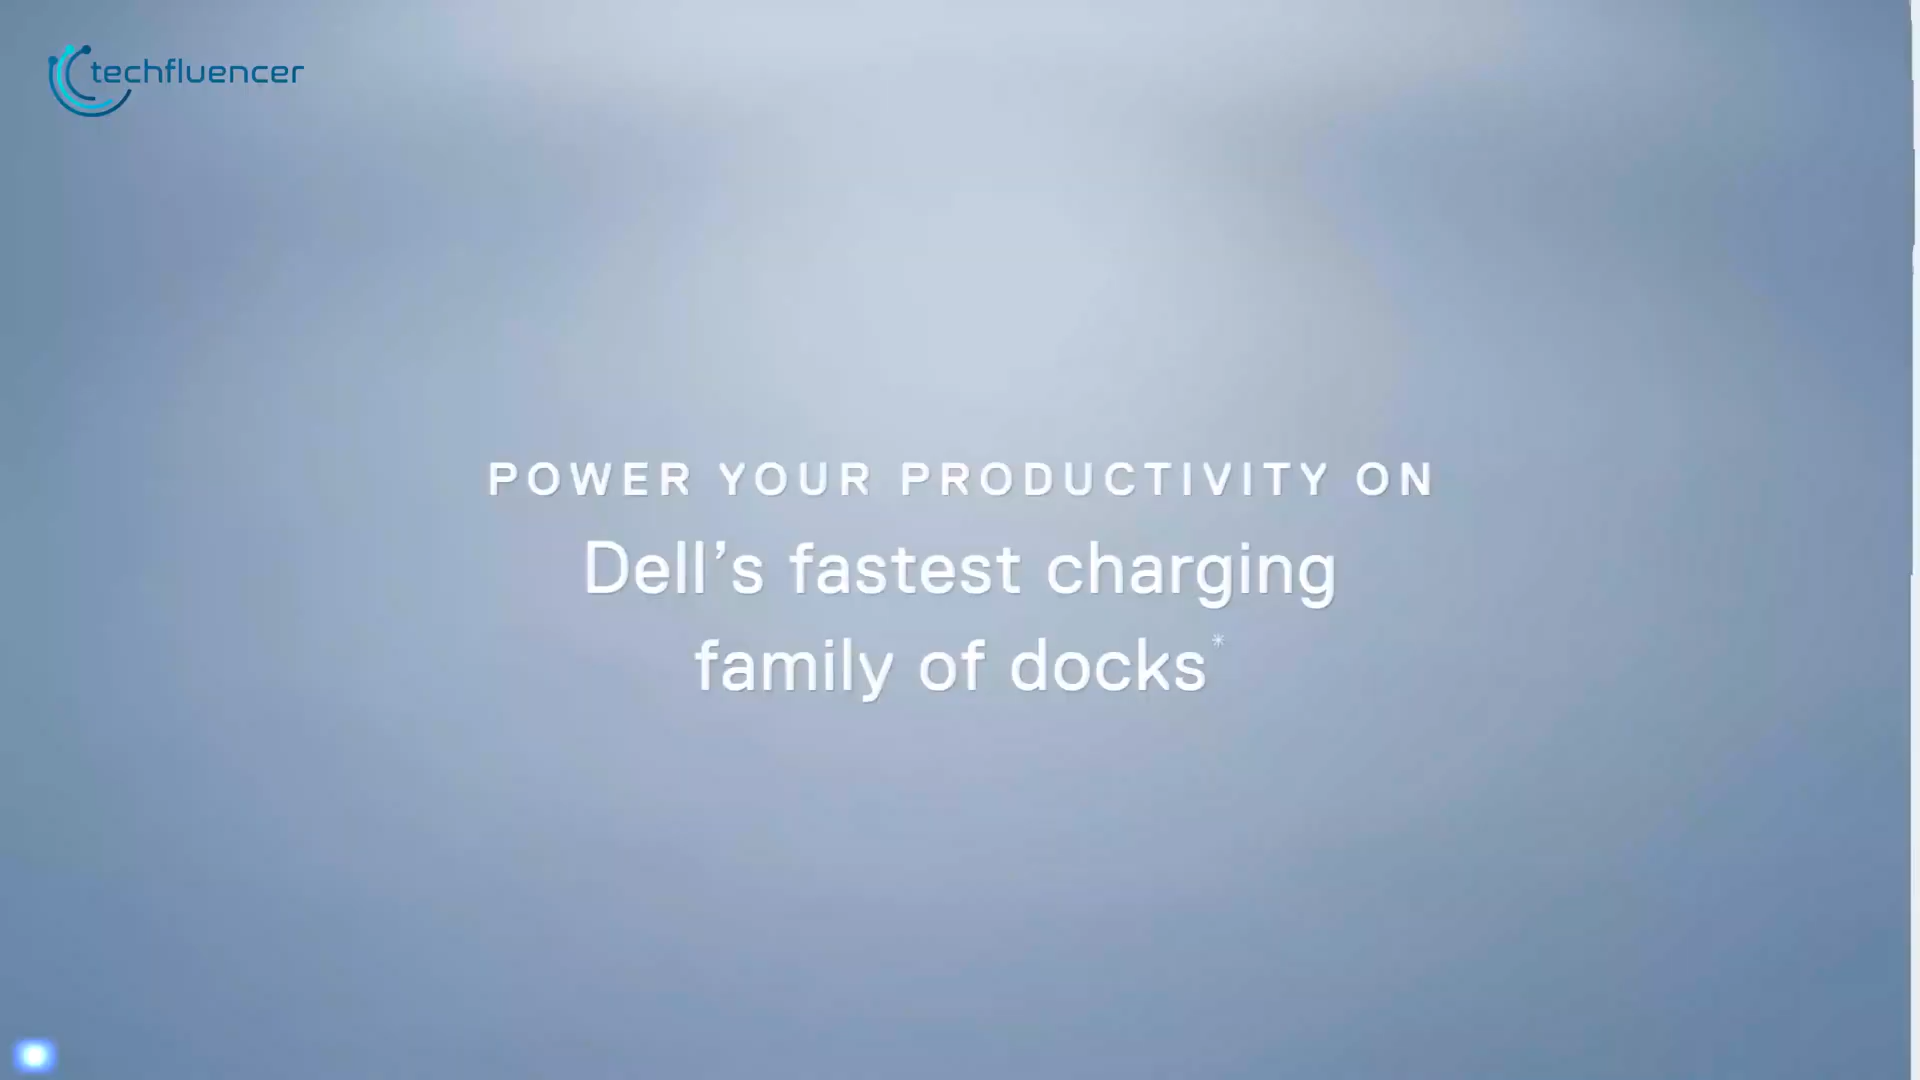 techfluencer
POWER YOUR PRODUCTIVITY ON
Dell’s fastest charging
family of docks*